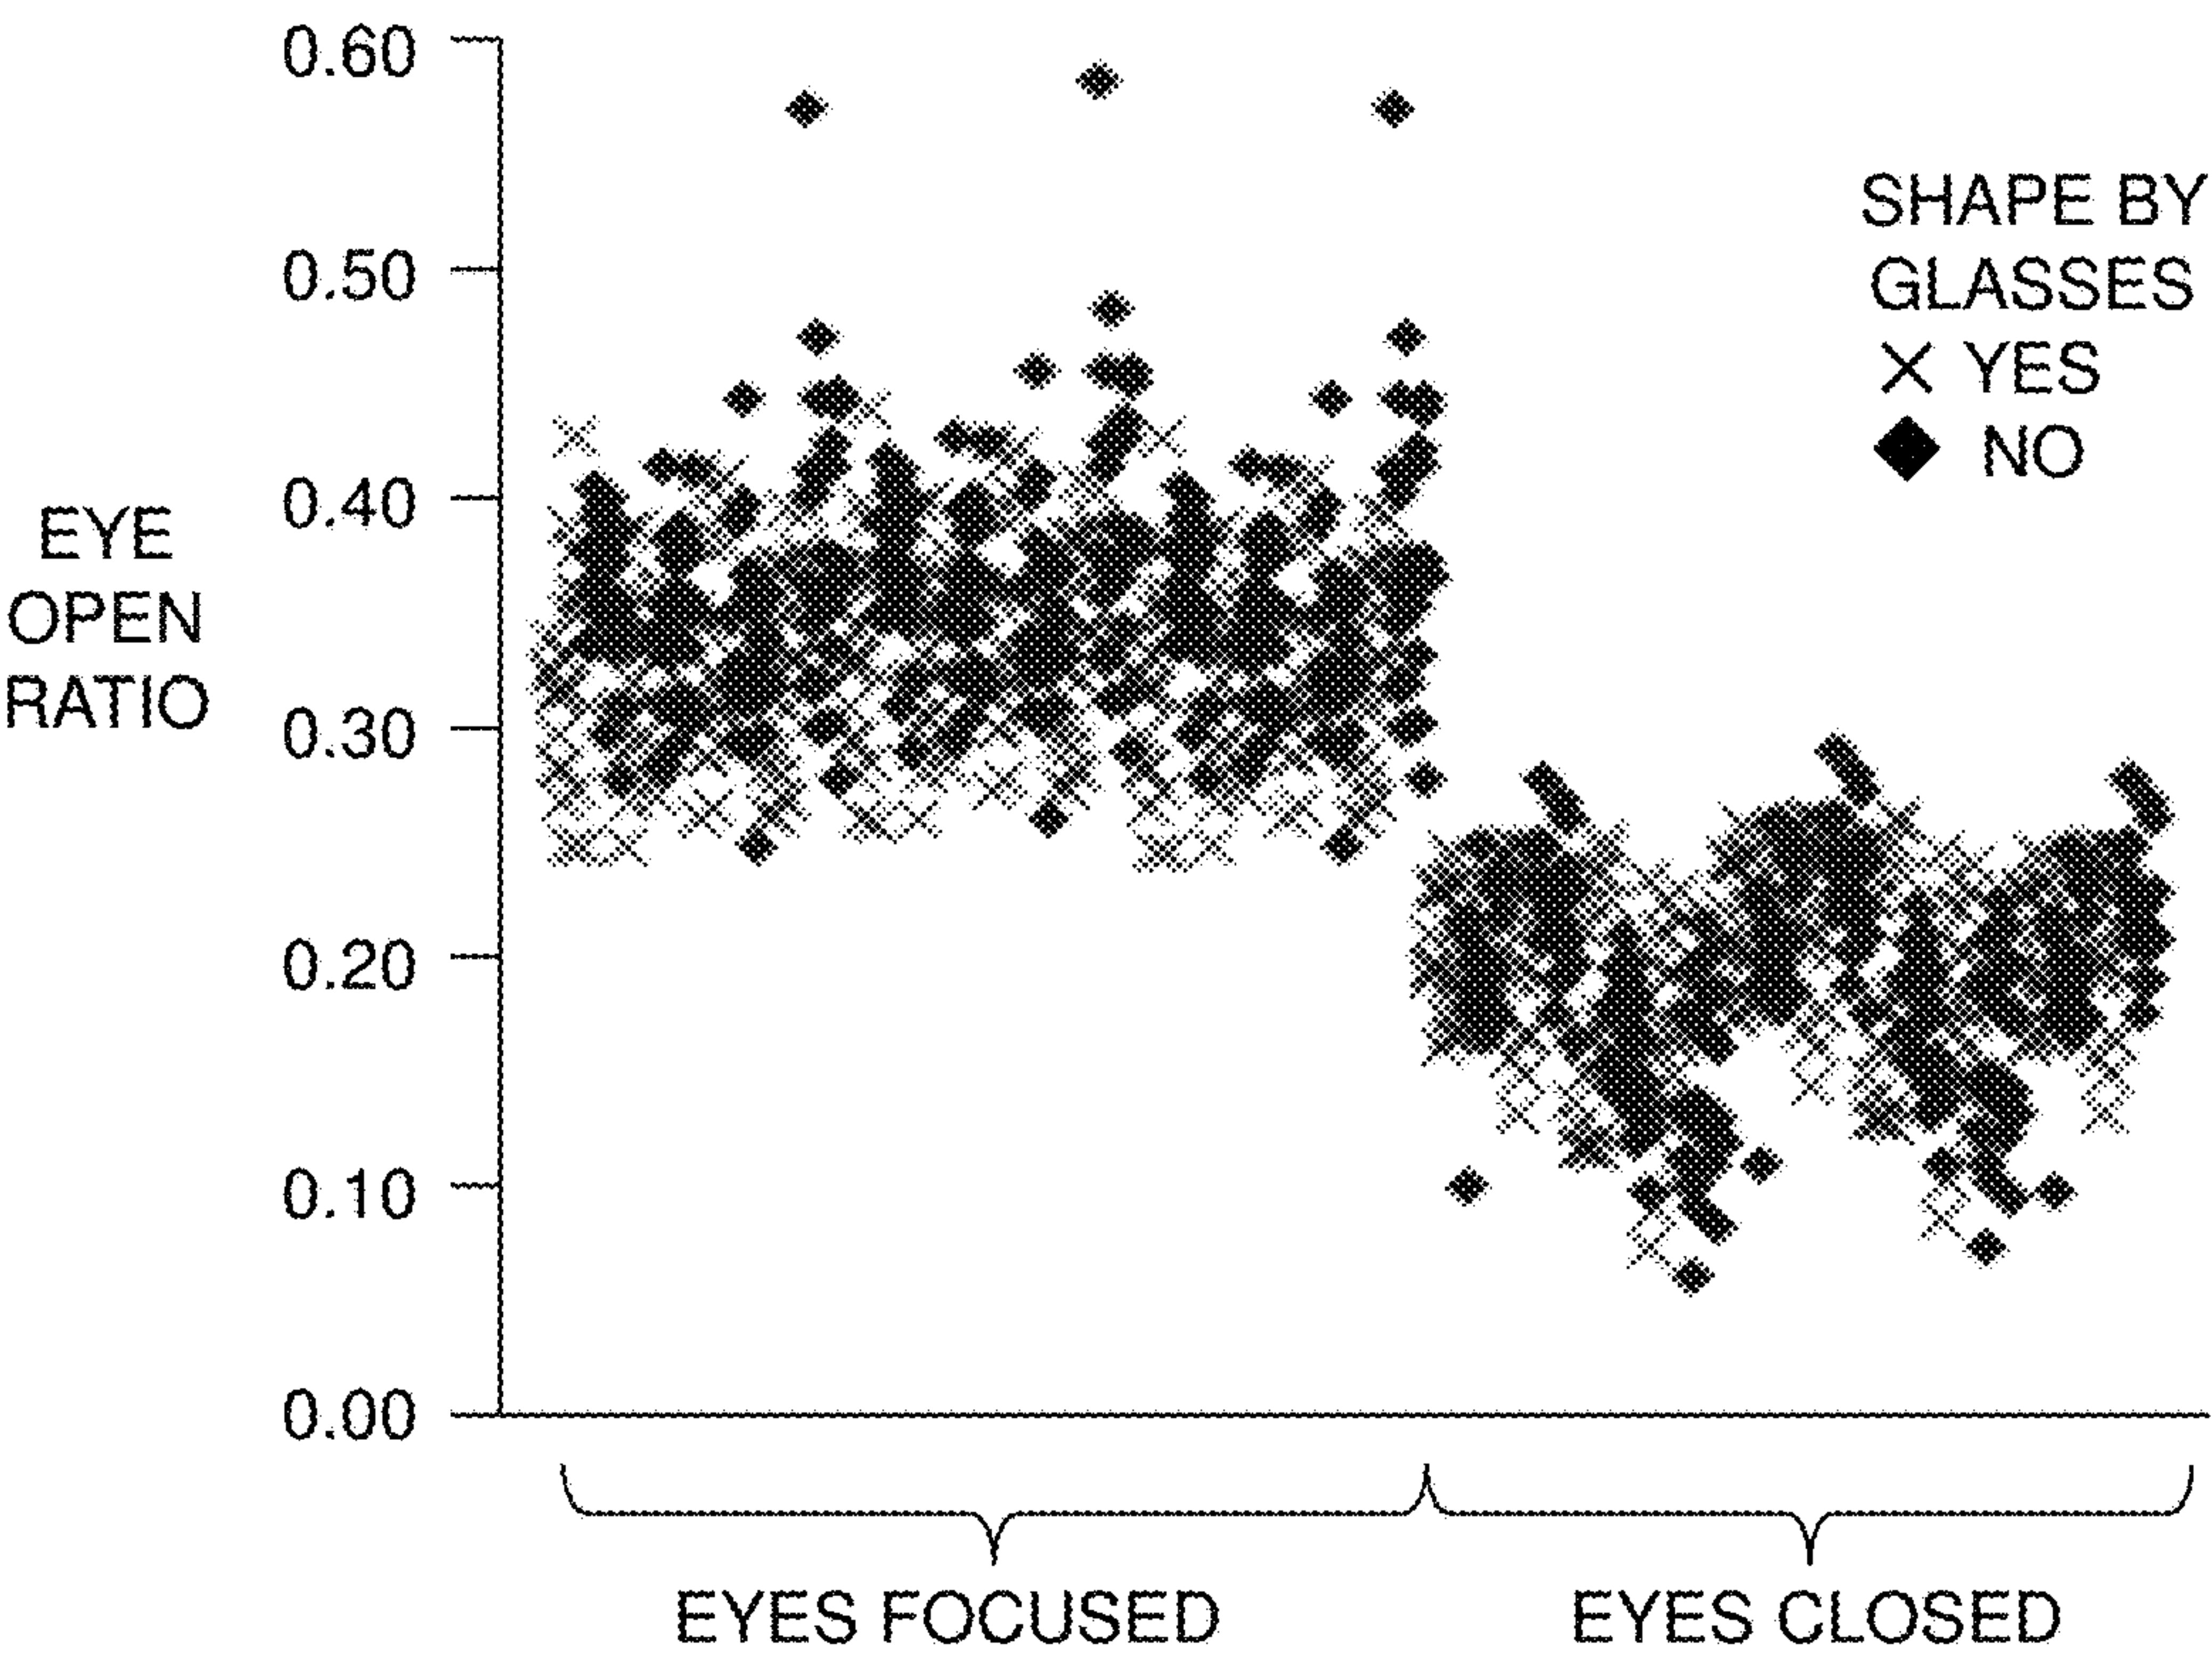 0.60
0.50
0.40
0.30
0.20
0.10
0.00
EYE
OPEN
RATIO
SHAPE BY
GLASSES
YES
NO
EYES FOCUSED
EYES CLOSED